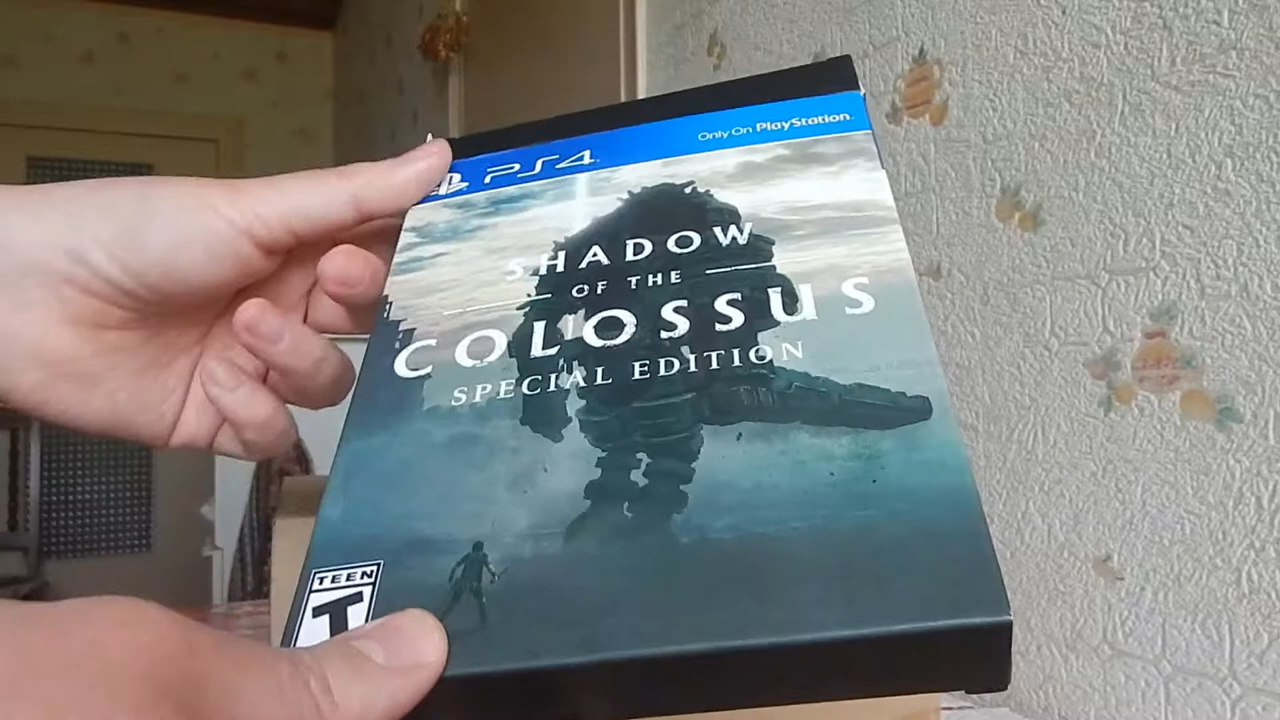 PS4
Only On PlayStation.
SHADOW
OF THE
COLOSSUS
SPECIAL EDITION
TEEN
T